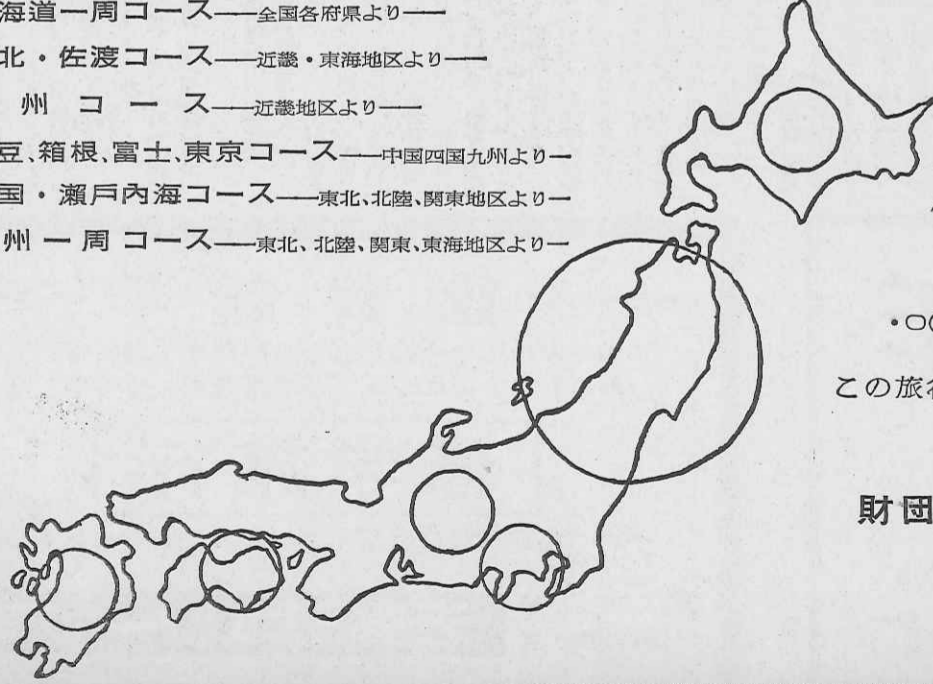 海道一周コース――全国各府県より――
北・佐渡コース――近畿・東海地区より――
州コース――近畿地区より――
豆、箱根、富士、東京コース――中国四国九州より―
国・瀬戸內海コース――東北、北陸、関東地区より―
州一周コース――東北、北陸、関東、東海地区より―
・○
この旅
財団